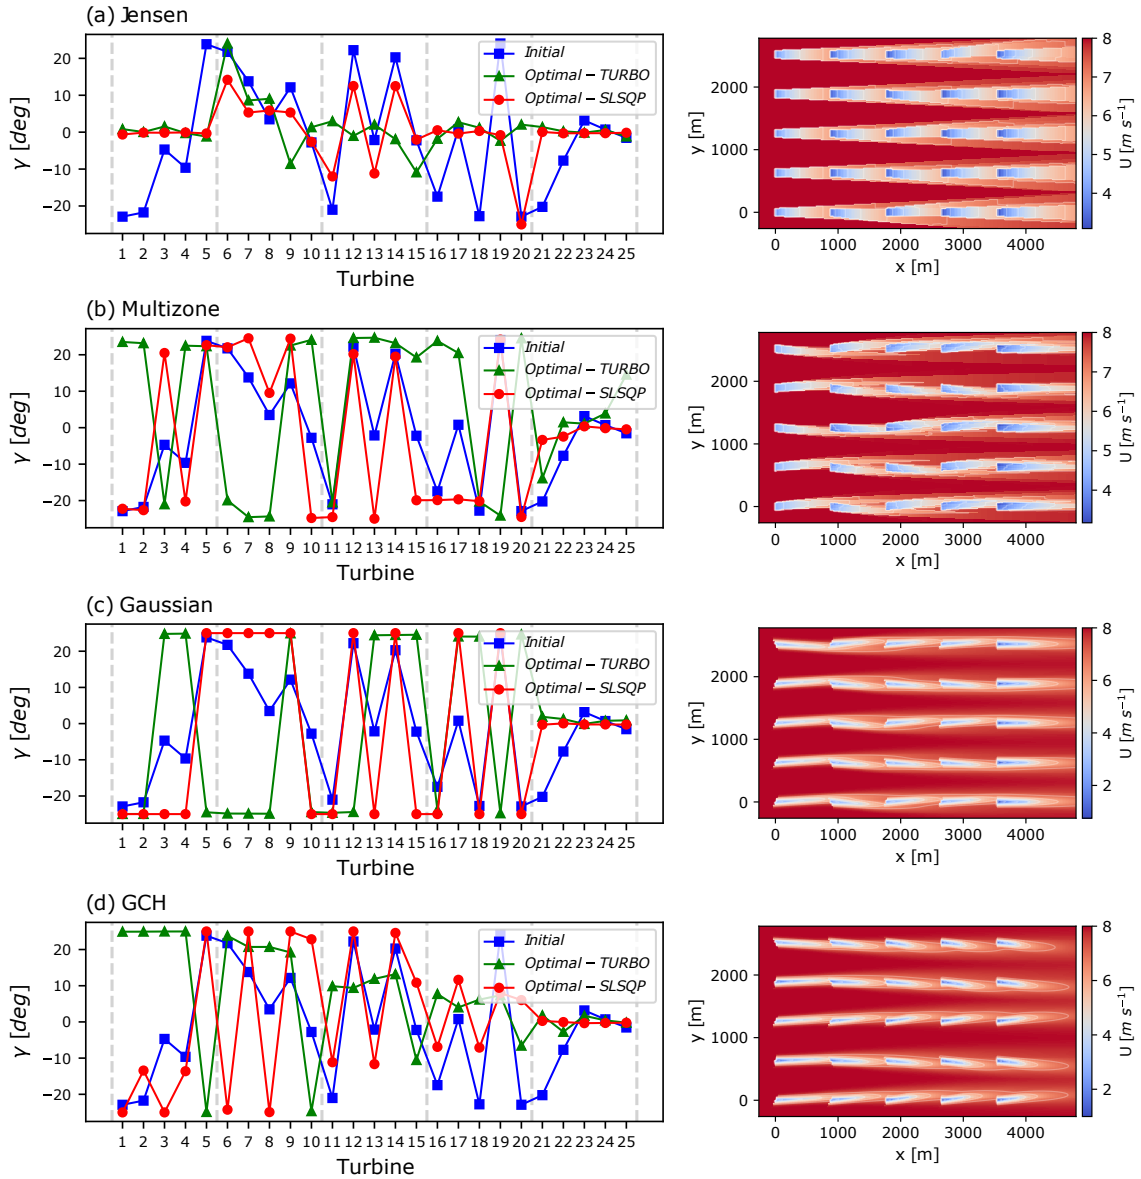 (a) Jensen
20
10
0
−10
−20
γ [deg]
Initial
Optimal − TURBO
Optimal − SLSQP
1 2 3 4 5 6 7 8 9 10 11 12 13 14 15 16 17 18 19 20 21 22 23 24 25
Turbine
2000
1000
0
y [m]
0 1000 2000 3000 4000
x [m]
8
7
6
5
4
U [m s⁻¹]
(b) Multizone
20
10
0
−10
−20
γ [deg]
Initial
Optimal − TURBO
Optimal − SLSQP
1 2 3 4 5 6 7 8 9 10 11 12 13 14 15 16 17 18 19 20 21 22 23 24 25
Turbine
2000
1000
0
y [m]
0 1000 2000 3000 4000
x [m]
8
7
6
5
4
U [m s⁻¹]
(c) Gaussian
20
10
0
−10
−20
γ [deg]
Initial
Optimal − TURBO
Optimal − SLSQP
1 2 3 4 5 6 7 8 9 10 11 12 13 14 15 16 17 18 19 20 21 22 23 24 25
Turbine
2000
1000
0
y [m]
0 1000 2000 3000 4000
x [m]
8
6
4
2
U [m s⁻¹]
(d) GCH
20
10
0
−10
−20
γ [deg]
Initial
Optimal − TURBO
Optimal − SLSQP
1 2 3 4 5 6 7 8 9 10 11 12 13 14 15 16 17 18 19 20 21 22 23 24 25
Turbine
2000
1000
0
y [m]
0 1000 2000 3000 4000
x [m]
8
6
4
2
U [m s⁻¹]